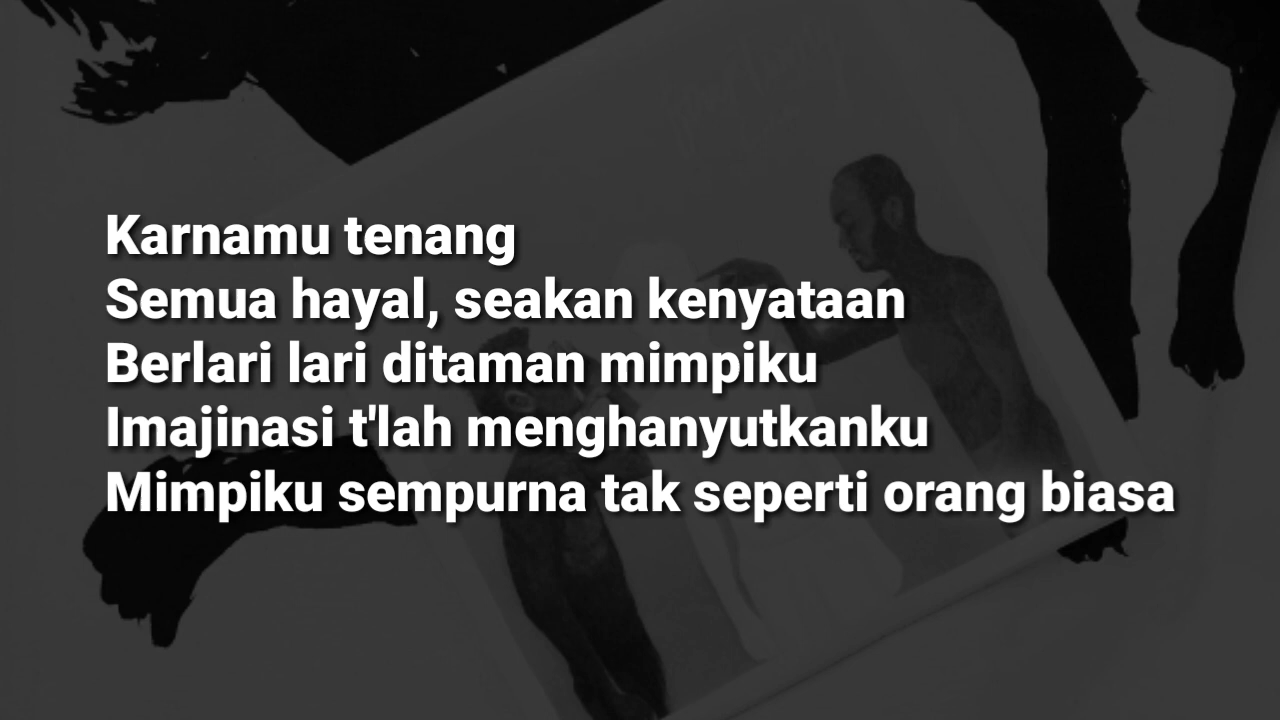 Karnamu tenang
Semua hayal, seakan kenyataan
Berlari lari ditaman mimpiku
Imajinasi t'lah menghanyutkanku
Mimpiku sempurna tak seperti orang biasa